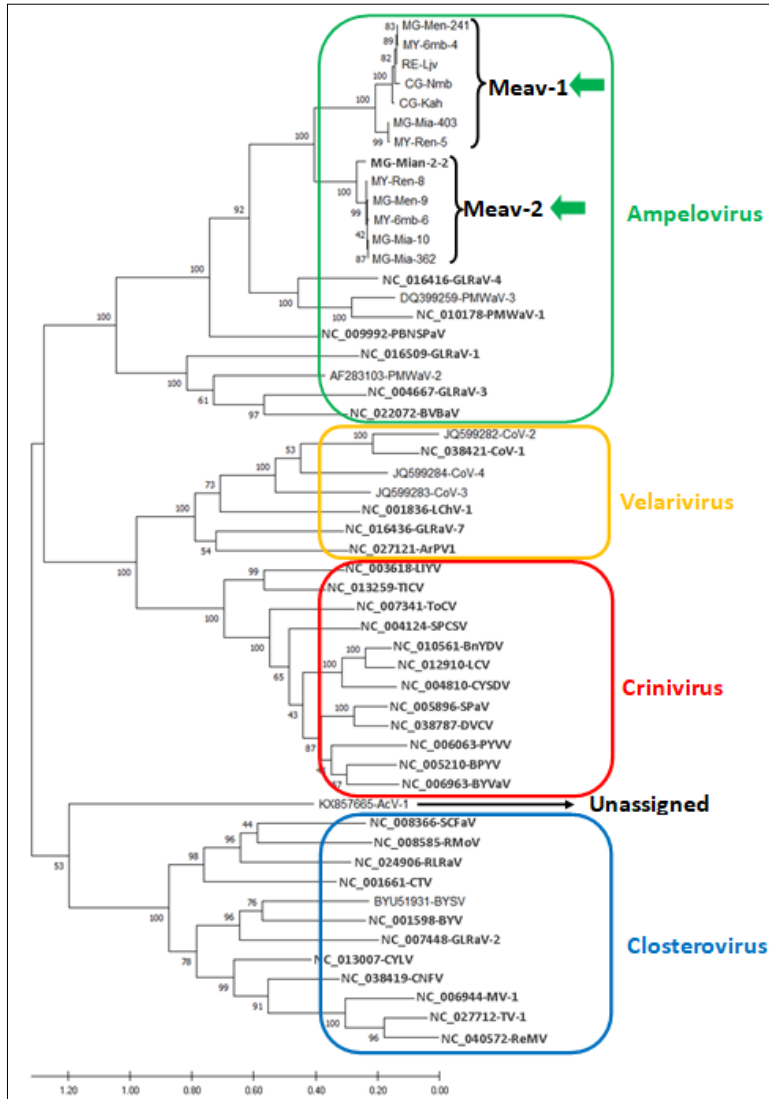 83
MG-Men-241
89
MY-6mb-4
82
RE-Ljv
100
CG-Nmb
Meav-1
CG-Kah
100
MG-Mia-403
99
MY-Ren-5
100
MG-Mian-2-2
MY-Ren-8
100
MG-Men-9
Meav-2
Ampelovirus
99
MY-6mb-6
92
42
MG-Mia-10
87
MG-Mia-362
100
NC_016416-GLRaV-4
DQ399259-PMWaV-3
100
100
NC_010178-PMWaV-1
100
NC_009992-PBNSPaV
NC_016509-GLRaV-1
100
AF283103-PMWaV-2
61
NC_004667-GLRaV-3
97
NC_022072-BVBaV
100
JQ599282-CoV-2
53
NC_038421-CoV-1
JQ599284-CoV-4
73
100
JQ599283-CoV-3
Velarivirus
NC_001836-LChV-1
NC_016436-GLRaV-7
54
NC_027121-ArPV1
100
99
NC_003618-LIYV
NC_013259-TICV
100
NC_007341-ToCV
NC_004124-SPCSV
65
100
NC_010561-BnYDV
100
NC_012910-LCV
NC_004810-CYSDV
Crinivirus
43
100
NC_005896-SPaV
NC_038787-DVCV
87
NC_006063-PYVV
NC_005210-BPYV
NC_006963-BYVaV
KX857665-AcV-1
Unassigned
53
44
NC_008366-SCFaV
96
NC_008585-RMoV
98
NC_024906-RLRaV
NC_001661-CTV
100
76
BYU51931-BYSV
96
NC_001598-BYV
NC_007448-GLRaV-2
Closterovirus
78
NC_013007-CYLV
99
NC_038419-CNFV
91
NC_006944-MV-1
100
NC_027712-TV-1
96
NC_040572-ReMV
1.20 1.00 0.80 0.60 0.40 0.20 0.00